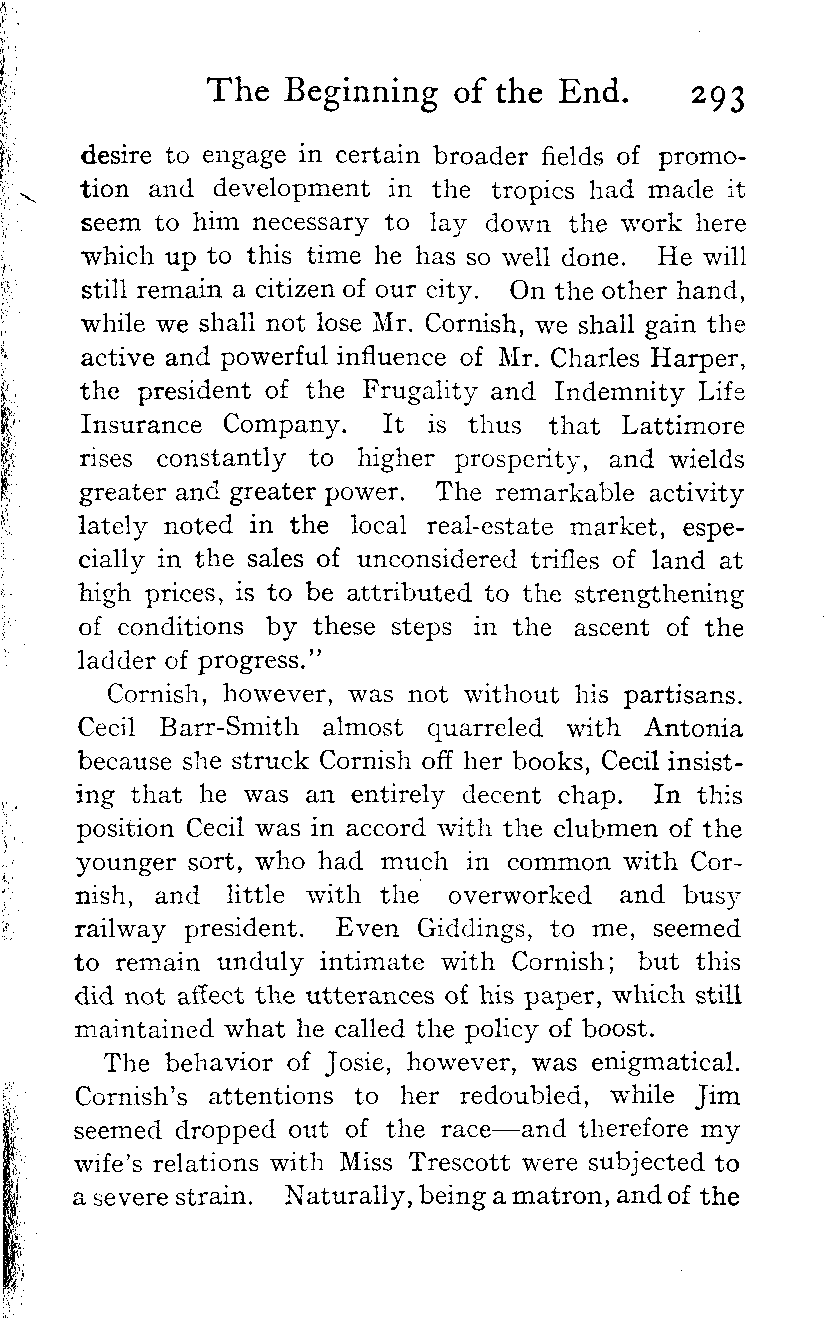 The Beginning of the End. 293
desire to engage in certain broader fields of promo-
tion and development in the tropics had made it
seem to him necessary to lay down the work here
which up to this time he has so well done. He will
still remain a citizen of our city. On the other hand,
while we shall not lose Mr. Cornish, we shall gain the
active and powerful influence of Mr. Charles Harper,
the president of the Frugality and Indemnity Life
Insurance Company. It is thus that Lattimore
rises constantly to higher prosperity, and wields
greater and greater power. The remarkable activity
lately noted in the local real-estate market, espe-
cially in the sales of unconsidered trifles of land at
high prices, is to be attributed to the strengthening
of conditions by these steps in the ascent of the
ladder of progress."
Cornish, however, was not without his partisans.
Cecil Barr-Smith almost quarreled with Antonia
because she struck Cornish off her books, Cecil insist-
ing that he was an entirely decent chap. In this
position Cecil was in accord with the clubmen of the
younger sort, who had much in common with Cor-
nish, and little with the overworked and busy
railway president. Even Giddings, to me, seemed
to remain unduly intimate with Cornish; but this
did not affect the utterances of his paper, which still
maintained what he called the policy of boost.
The behavior of Josie, however, was enigmatical.
Cornish's attentions to her redoubled, while Jim
seemed dropped out of the race—and therefore my
wife's relations with Miss Trescott were subjected to
a severe strain. Naturally, being a matron, and of the